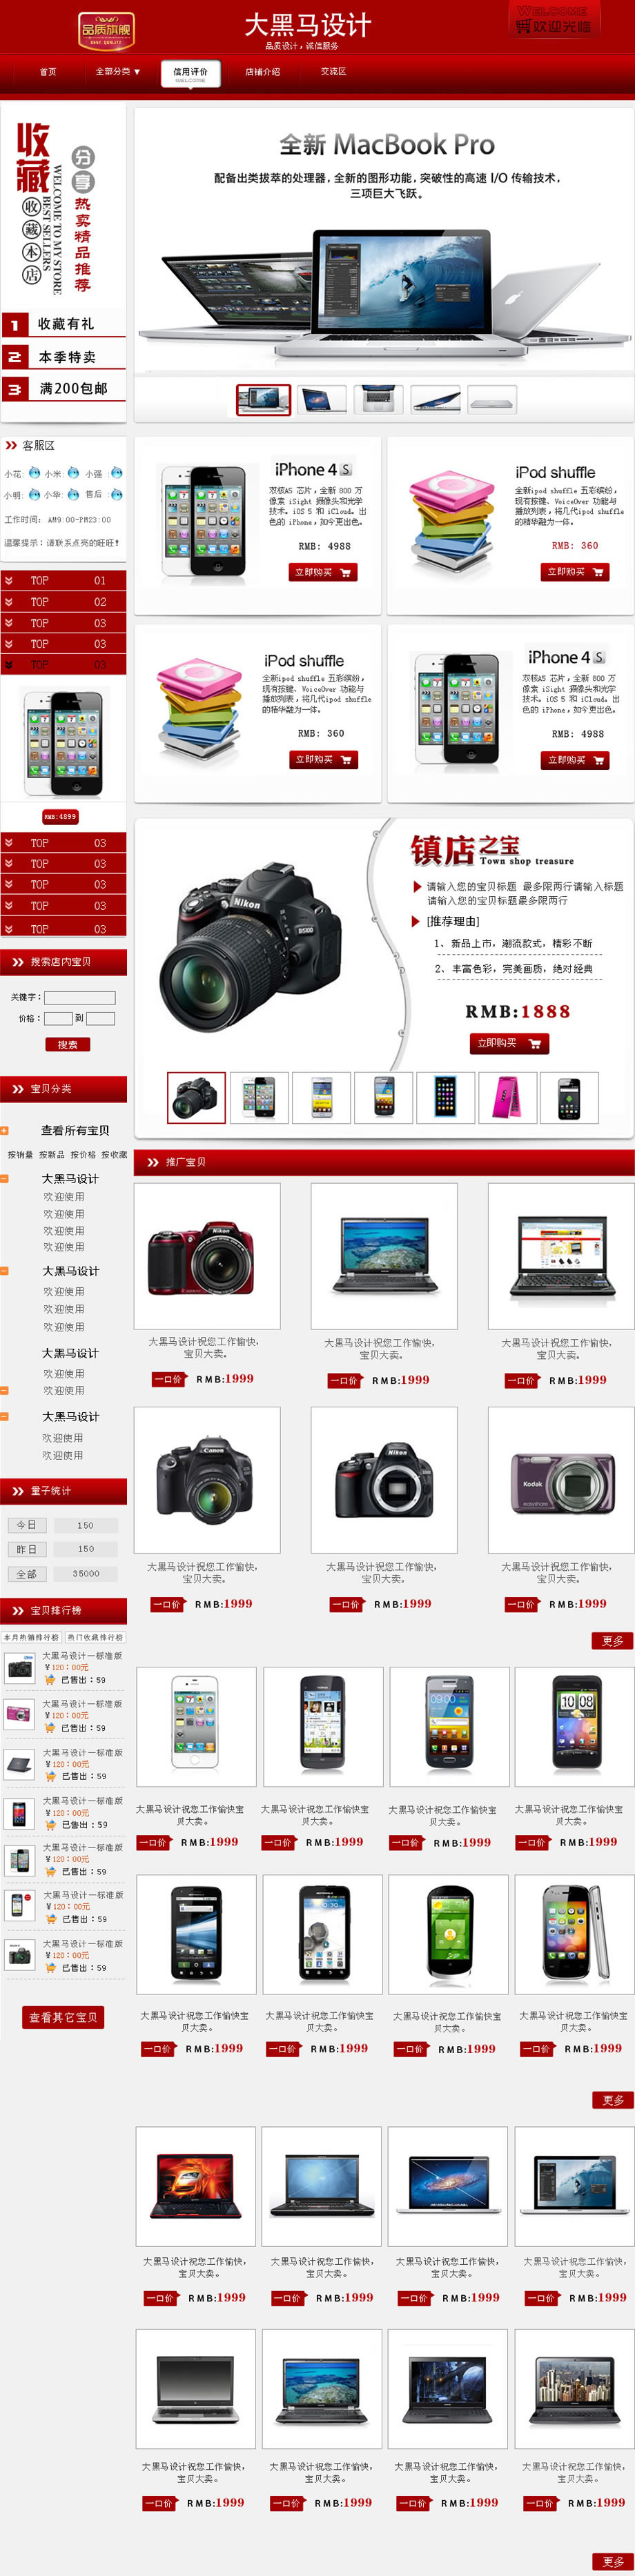 品质旗舰
BEST QUALITY
大黑马设计
品质设计，诚信服务
WELCOME
欢迎光临
首页
全部分类▼
信用评价
WELCOME
店铺介绍
交流区
收藏
分享
收藏本店
WELCOME TO MY STORE
BEST SELLERS
热卖精品推荐
1 收藏有礼
2 本季特卖
3 满200包邮
全新 MacBook Pro
配备出类拔萃的处理器，全新的图形功能，突破性的高速 I/O 传输技术，
三项巨大飞跃。
客服区
小花: 小米: 小强:
小明: 小华: 售后:
工作时间: AM9:00-PM23:00
温馨提示：请联系点亮的旺旺!
TOP 01
TOP 02
TOP 03
TOP 03
TOP 03
RMB:4899
TOP 03
TOP 03
TOP 03
TOP 03
TOP 03
iPhone 4 S
双核A5 芯片，全新 800 万
像素 iSight 摄像头和光学
技术。iOS 5 和 iCloud。出
色的 iPhone，如今更出色。
RMB: 4988
立即购买
iPod shuffle
全新ipod shuffle 五彩缤纷，
现有按键、VoiceOver 功能与
播放列表，将几代ipod shuffle
的精华融为一体。
RMB: 360
立即购买
iPod shuffle
全新ipod shuffle 五彩缤纷，
现有按键、VoiceOver 功能与
播放列表，将几代ipod shuffle
的精华融为一体。
RMB: 360
立即购买
iPhone 4 S
双核A5 芯片，全新 800 万
像素 iSight 摄像头和光学
技术。iOS 5 和 iCloud。出
色的 iPhone，如今更出色。
RMB: 4988
立即购买
镇店之宝
Town shop treasure
请输入您的宝贝标题 最多限两行请输入标题
请输入您的宝贝标题最多限两行
[推荐理由]
1、新品上市，潮流款式，精彩不断
2、丰富色彩，完美画质，绝对经典
RMB:1888
立即购买
Nikon
D5100
搜索店内宝贝
关键字：
价格： 到
搜索
宝贝分类
查看所有宝贝
按销量 按新品 按价格 按收藏
大黑马设计
欢迎使用
欢迎使用
欢迎使用
欢迎使用
大黑马设计
欢迎使用
欢迎使用
欢迎使用
大黑马设计
欢迎使用
欢迎使用
大黑马设计
欢迎使用
欢迎使用
量子统计
今日 150
昨日 150
全部 35000
宝贝排行榜
本月热销排行榜 热门收藏排行榜
大黑马设计一标准版
¥ 120：00元
已售出：59
大黑马设计一标准版
¥ 120：00元
已售出：59
大黑马设计一标准版
¥ 120：00元
已售出：59
大黑马设计一标准版
¥ 120：00元
已售出：59
大黑马设计一标准版
¥ 120：00元
已售出：59
大黑马设计一标准版
¥ 120：00元
已售出：59
大黑马设计一标准版
¥ 120：00元
已售出：59
查看其它宝贝
推广宝贝
Nikon
大黑马设计祝您工作愉快，
宝贝大卖。
一口价 RMB:1999
大黑马设计祝您工作愉快，
宝贝大卖。
一口价 RMB:1999
大黑马设计祝您工作愉快，
宝贝大卖。
一口价 RMB:1999
Canon
大黑马设计祝您工作愉快，
宝贝大卖。
一口价 RMB:1999
Nikon
大黑马设计祝您工作愉快，
宝贝大卖。
一口价 RMB:1999
Kodak
大黑马设计祝您工作愉快，
宝贝大卖。
一口价 RMB:1999
更多
大黑马设计祝您工作愉快宝
贝大卖。
一口价 RMB:1999
大黑马设计祝您工作愉快宝
贝大卖。
一口价 RMB:1999
大黑马设计祝您工作愉快宝
贝大卖。
一口价 RMB:1999
大黑马设计祝您工作愉快宝
贝大卖。
一口价 RMB:1999
大黑马设计祝您工作愉快宝
贝大卖。
一口价 RMB:1999
大黑马设计祝您工作愉快宝
贝大卖。
一口价 RMB:1999
大黑马设计祝您工作愉快宝
贝大卖。
一口价 RMB:1999
大黑马设计祝您工作愉快宝
贝大卖。
一口价 RMB:1999
更多
大黑马设计祝您工作愉快，
宝贝大卖。
一口价 RMB:1999
大黑马设计祝您工作愉快，
宝贝大卖。
一口价 RMB:1999
大黑马设计祝您工作愉快，
宝贝大卖。
一口价 RMB:1999
大黑马设计祝您工作愉快，
宝贝大卖。
一口价 RMB:1999
大黑马设计祝您工作愉快，
宝贝大卖。
一口价 RMB:1999
大黑马设计祝您工作愉快，
宝贝大卖。
一口价 RMB:1999
大黑马设计祝您工作愉快，
宝贝大卖。
一口价 RMB:1999
大黑马设计祝您工作愉快，
宝贝大卖。
一口价 RMB:1999
更多